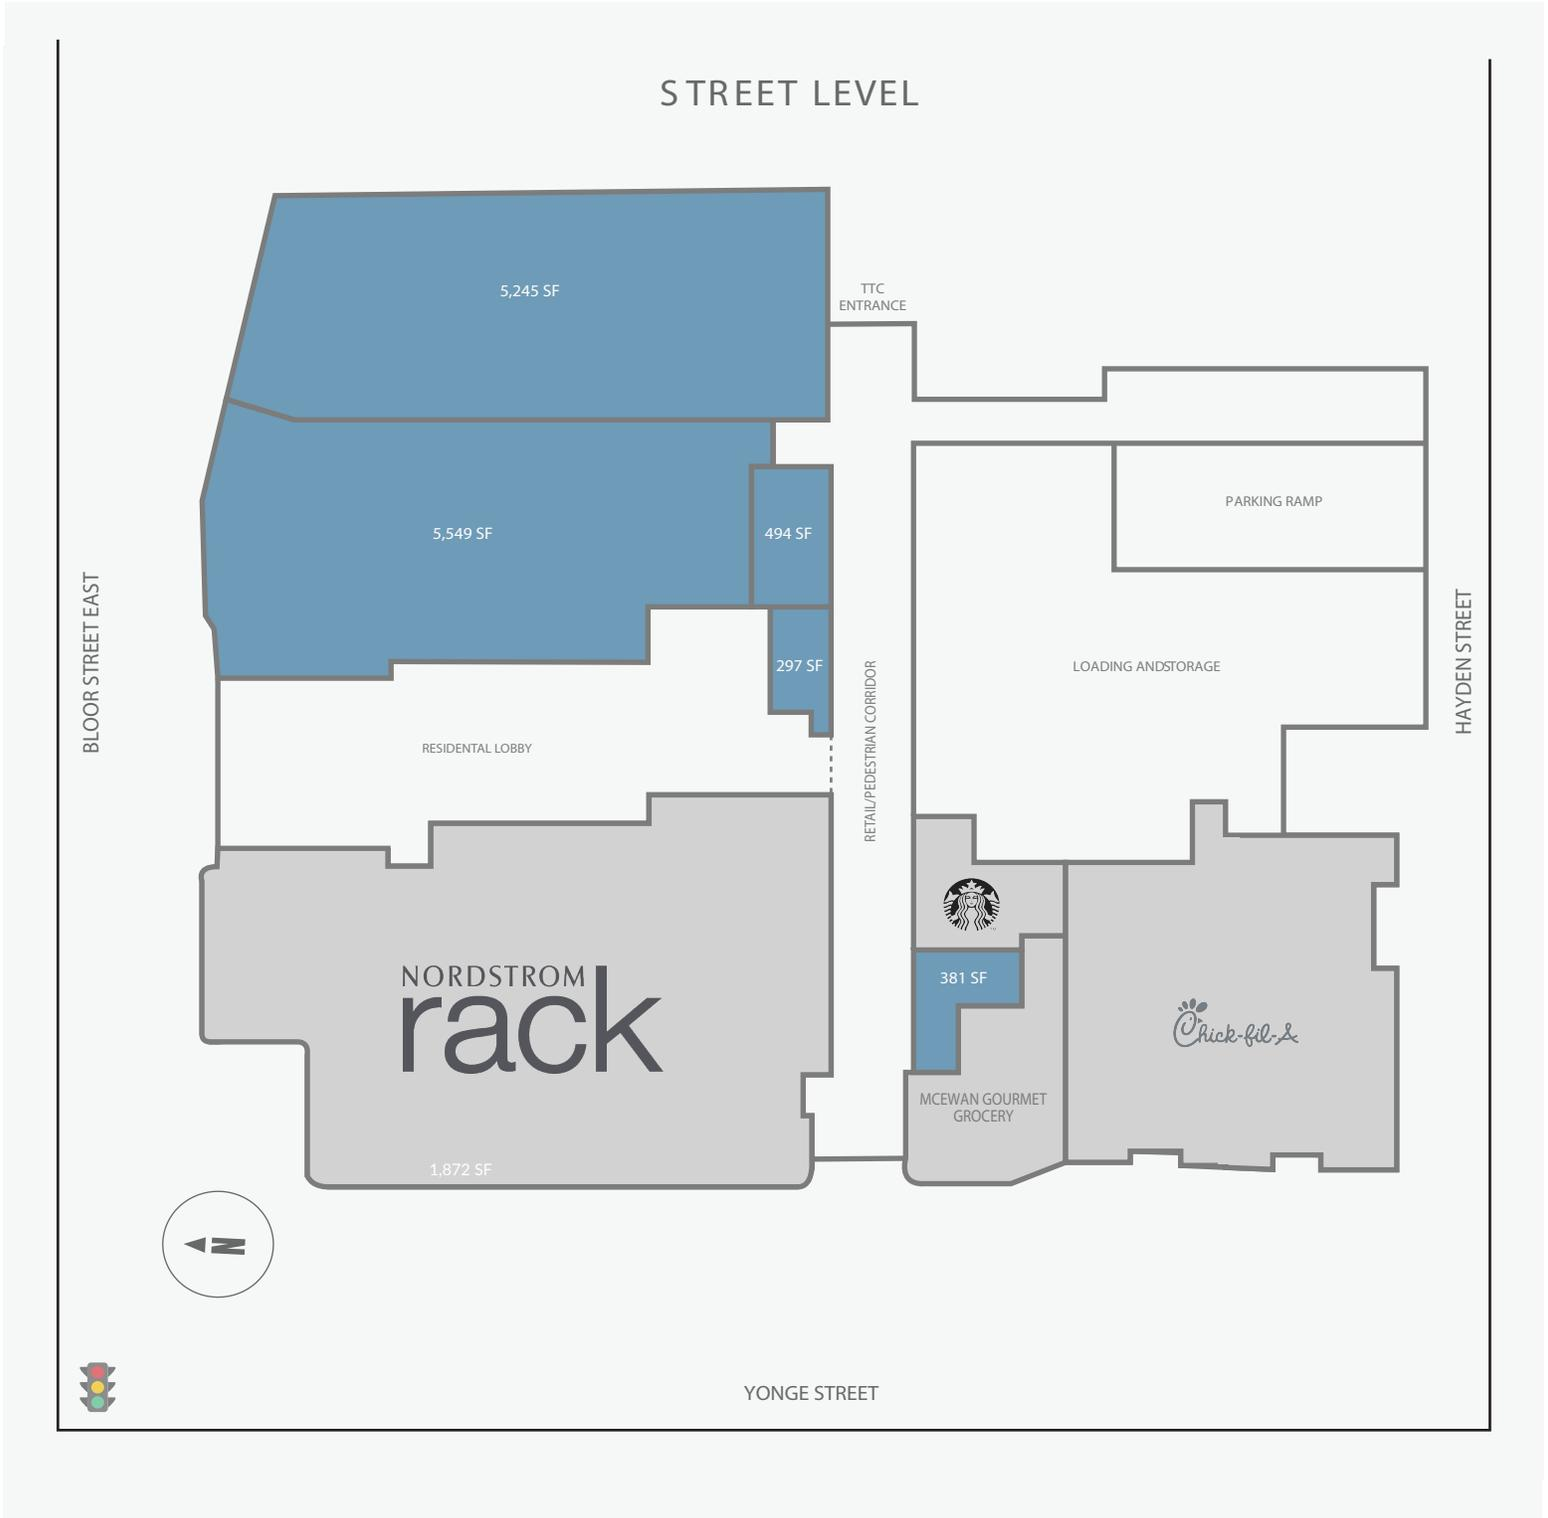 STREET LEVEL
5,245 SF
TTC
ENTRANCE
5,549 SF
494 SF
PARKING RAMP
BLOOR STREET EAST
297 SF
RETAIL/PEDESTRIAN CORRIDOR
LOADING ANDSTORAGE
HAYDEN STREET
RESIDENTAL LOBBY
NORDSTROM
rack
381 SF
Chick-fil-A
MCEWAN GOURMET
GROCERY
1,872 SF
N
YONGE STREET